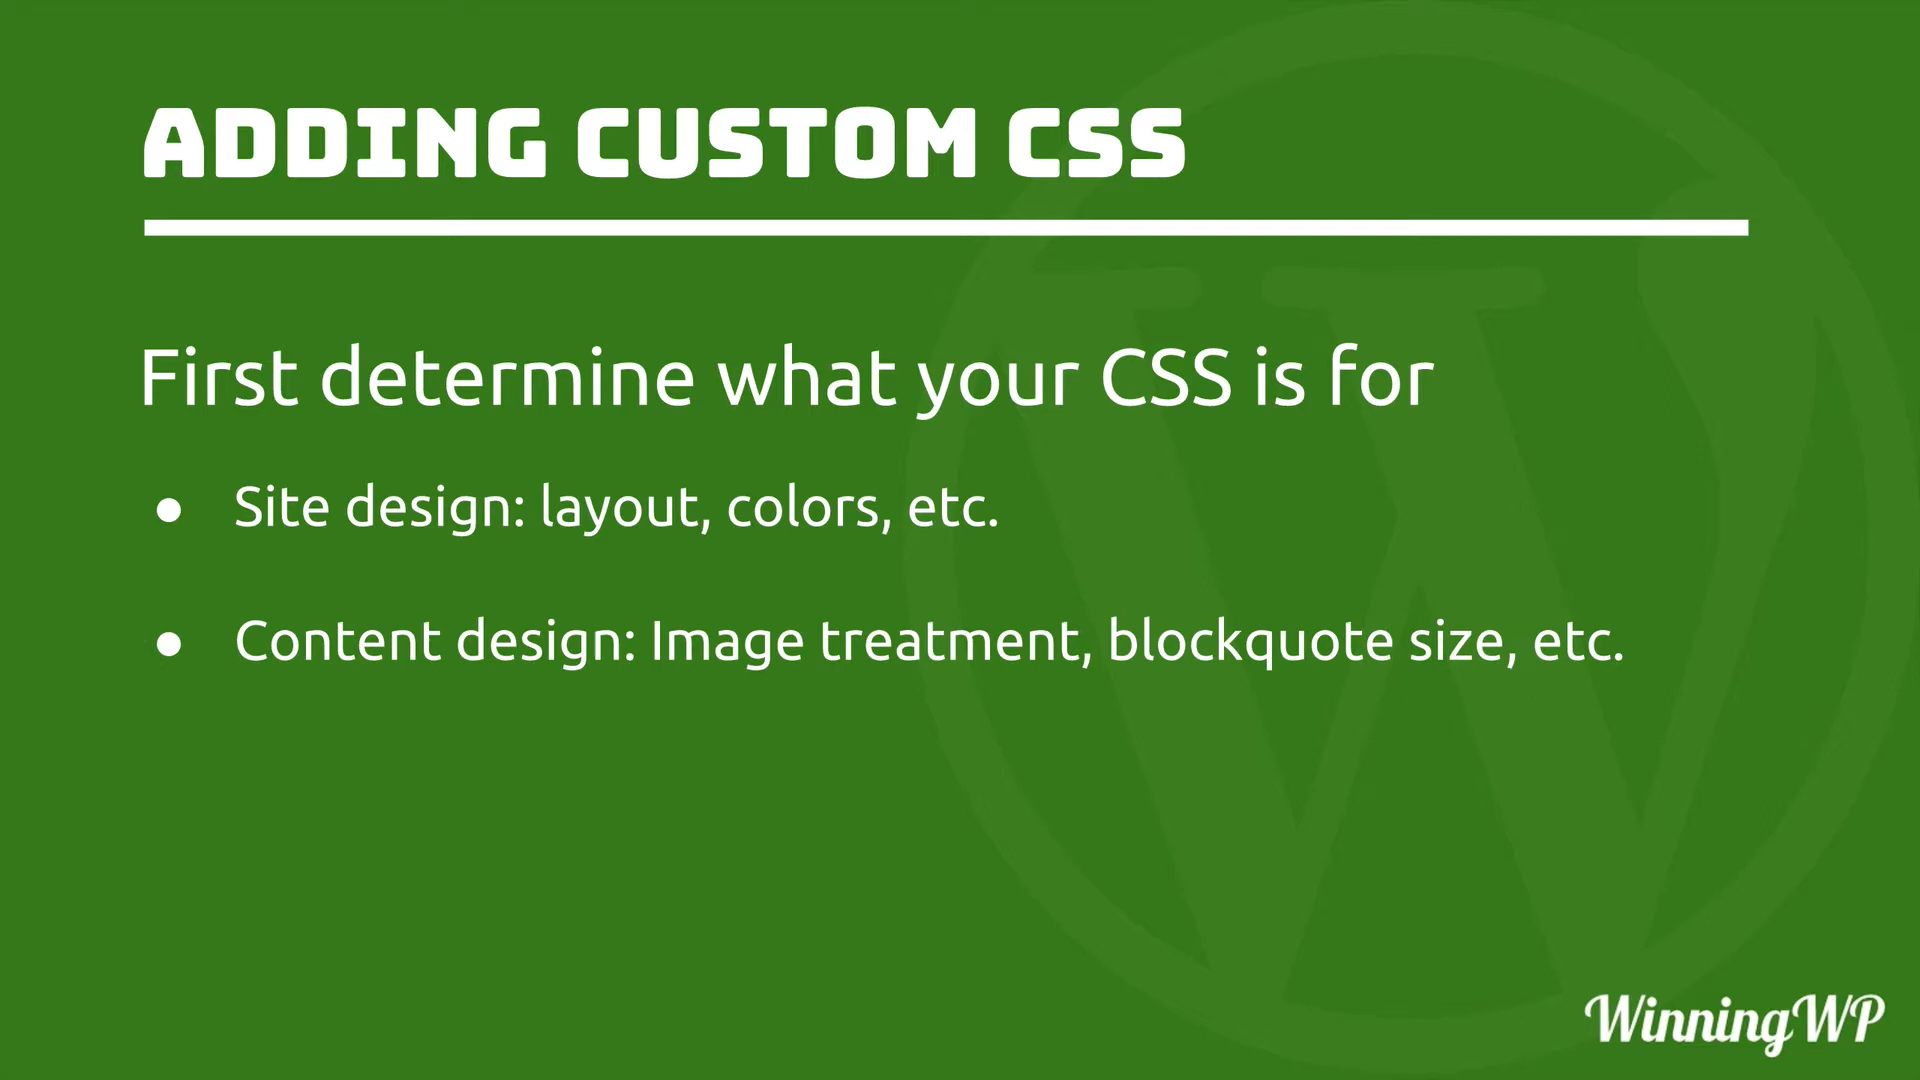 ADDING CUSTOM CSS
First determine what your CSS is for
● Site design: layout, colors, etc.
● Content design: Image treatment, blockquote size, etc.
WinningWP